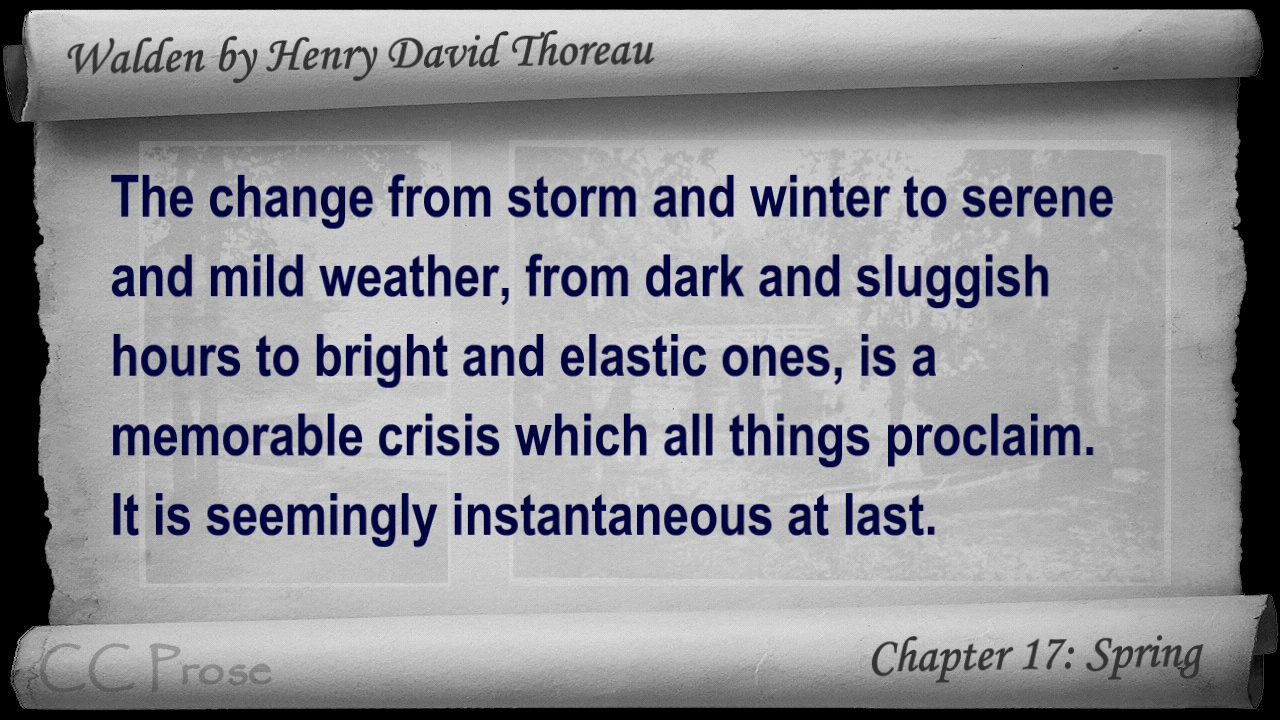 Walden by Henry David Thoreau
The change from storm and winter to serene
and mild weather, from dark and sluggish
hours to bright and elastic ones, is a
memorable crisis which all things proclaim.
It is seemingly instantaneous at last.
CC Prose
Chapter 17: Spring